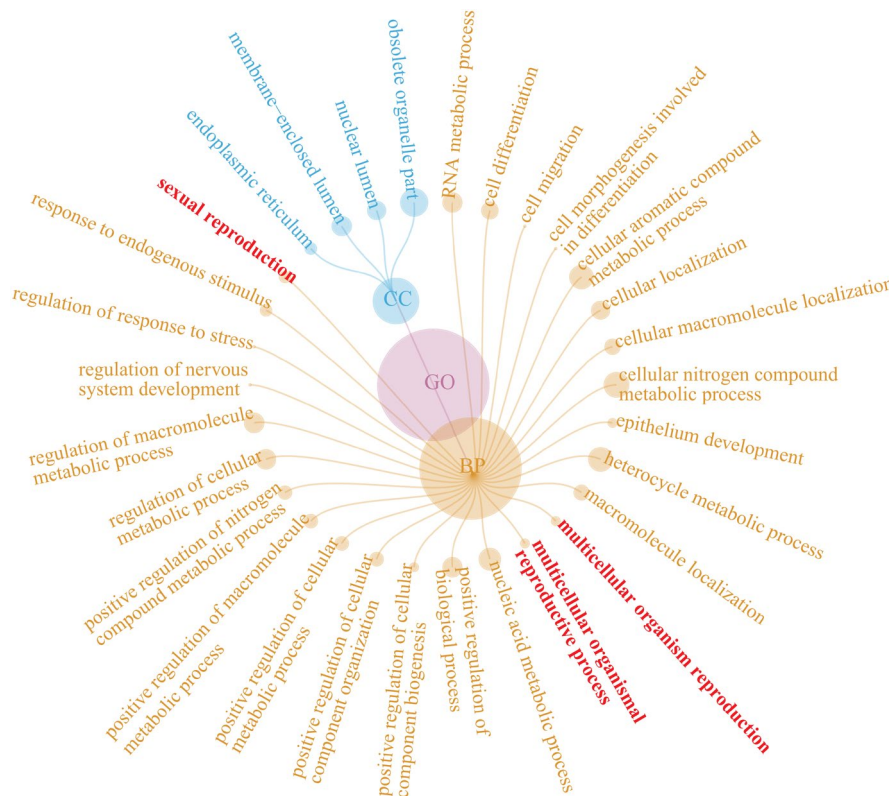 endoplasmic reticulum
membrane−enclosed lumen
nuclear lumen
obsolete organelle part
RNA metabolic process
cell differentiation
cell migration
cell morphogenesis involved
in differentiation
cellular aromatic compound
metabolic process
cellular localization
cellular macromolecule localization
cellular nitrogen compound
metabolic process
epithelium development
heterocycle metabolic process
macromolecule localization
multicellular organism reproduction
multicellular organismal
reproductive process
nucleic acid metabolic process
positive regulation of
biological process
positive regulation of cellular
component biogenesis
positive regulation of cellular
component organization
positive regulation of cellular
metabolic process
positive regulation of macromolecule
metabolic process
positive regulation of nitrogen
compound metabolic process
regulation of cellular
metabolic process
regulation of macromolecule
metabolic process
regulation of nervous
system development
regulation of response to stress
response to endogenous stimulus
sexual reproduction
CC
GO
BP